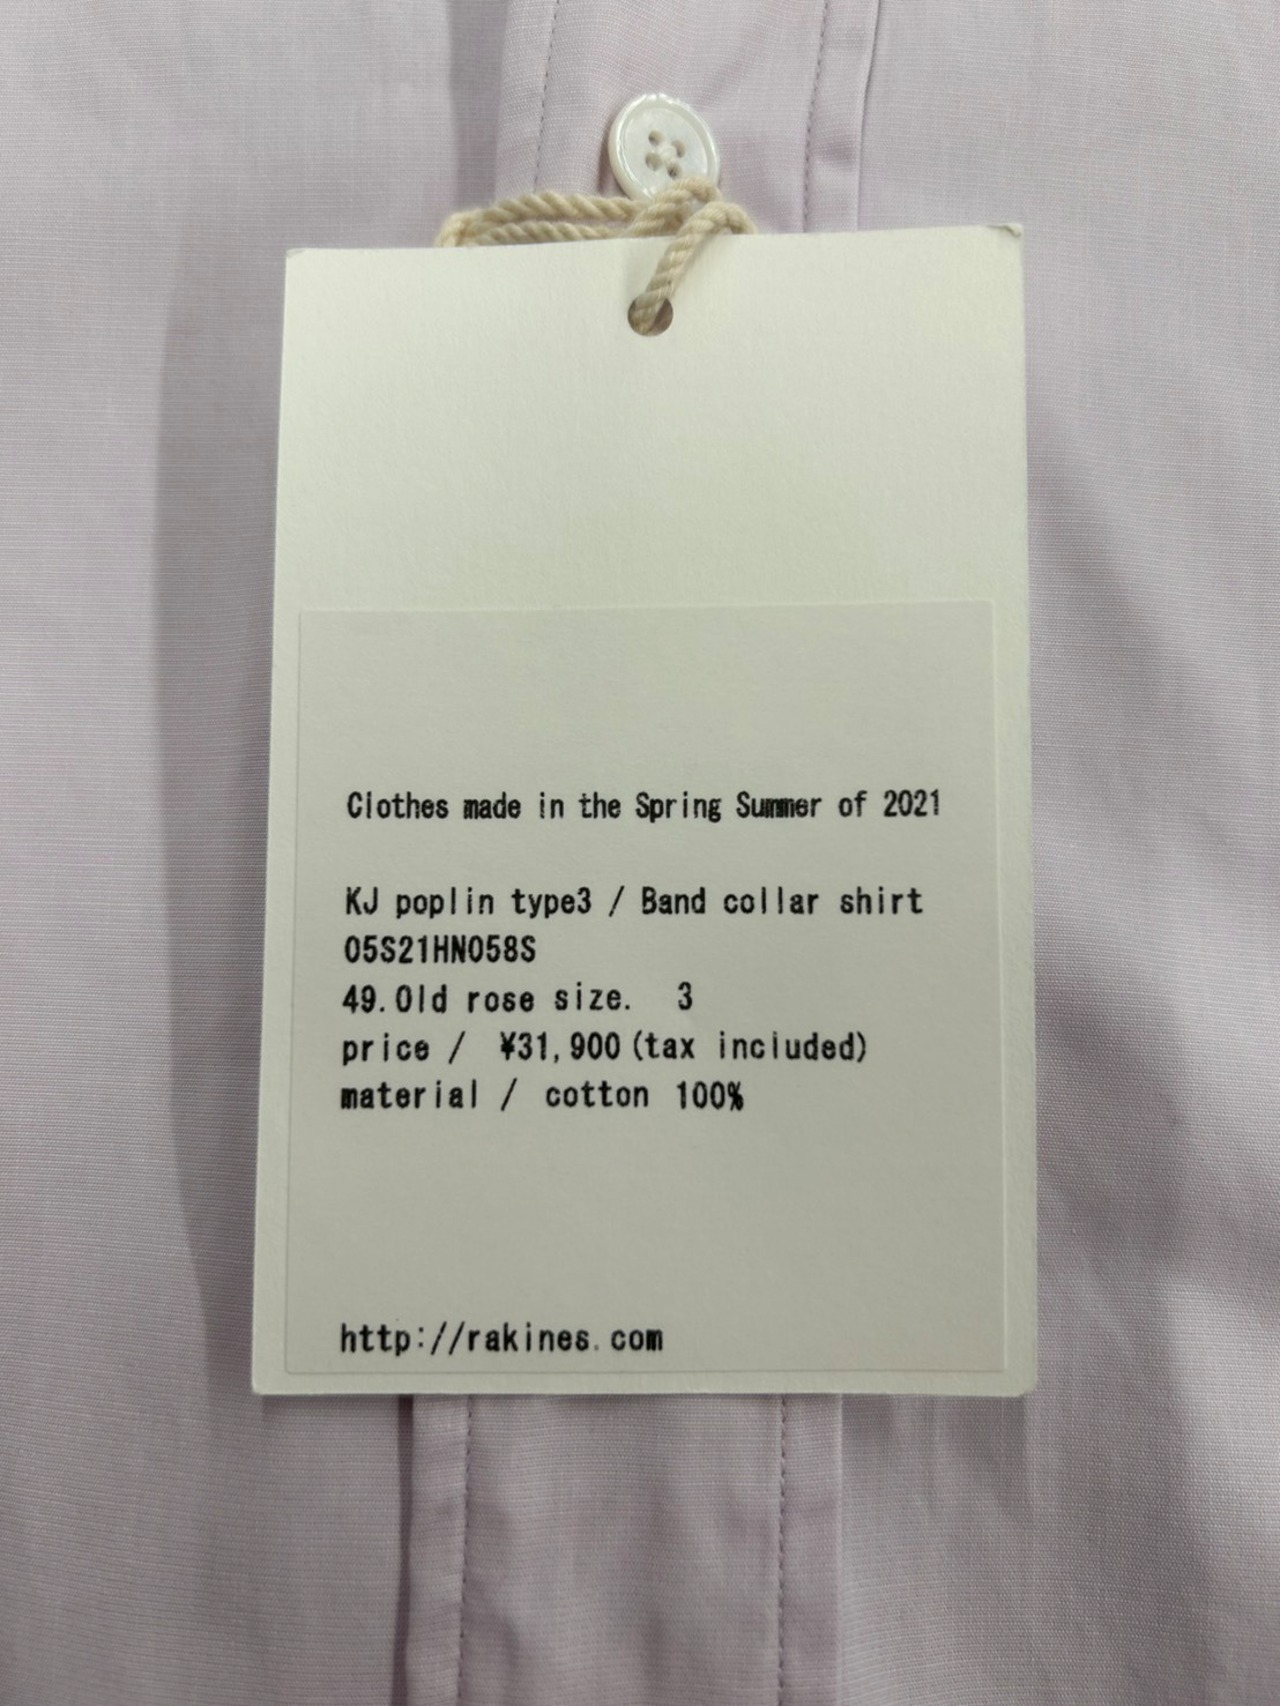 Clothes made in the Spring Summer of 2021
KJ poplin type3 / Band collar shirt
05S21HN058S
49.Old rose size. 3
price / ¥31,900(tax included)
material / cotton 100%
http://rakines.com